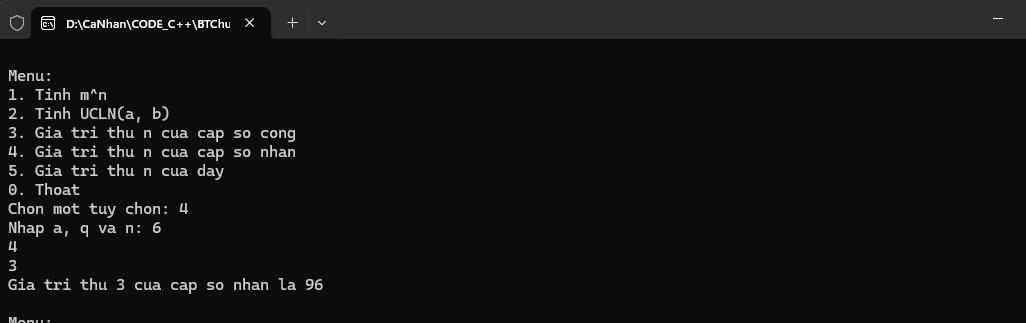 D:\CaNhan\CODE_C++\BTChu
Menu:
1. Tinh m^n
2. Tinh UCLN(a, b)
3. Gia tri thu n cua cap so cong
4. Gia tri thu n cua cap so nhan
5. Gia tri thu n cua day
0. Thoat
Chon mot tuy chon: 4
Nhap a, q va n: 6
4
3
Gia tri thu 3 cua cap so nhan la 96
Menu: